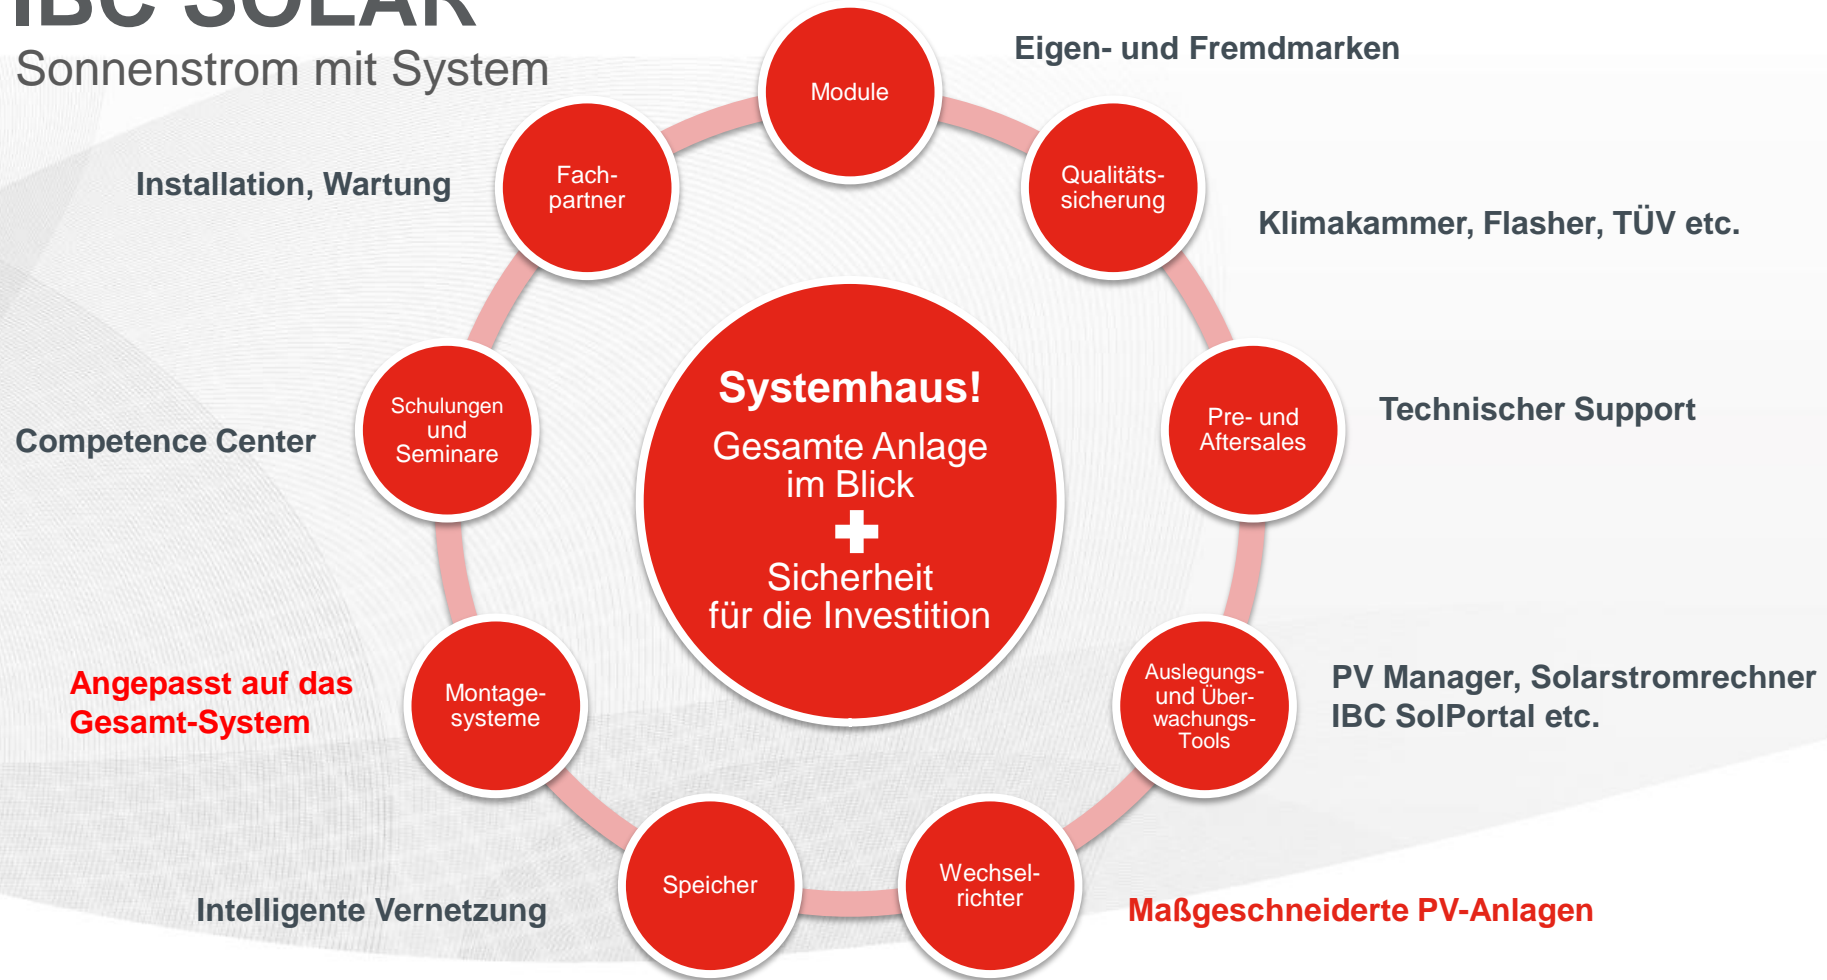 IBC SOLAR
Sonnenstrom mit System
Module
Eigen- und Fremdmarken
Qualitäts-
sicherung
Klimakammer, Flasher, TÜV etc.
Pre- und
Aftersales
Technischer Support
Auslegungs-
und Über-
wachungs-
Tools
PV Manager, Solarstromrechner
IBC SolPortal etc.
Wechsel-
richter
Maßgeschneiderte PV-Anlagen
Speicher
Intelligente Vernetzung
Montage-
systeme
Angepasst auf das
Gesamt-System
Schulungen
und
Seminare
Competence Center
Fach-
partner
Installation, Wartung
Systemhaus!
Gesamte Anlage
im Blick
Sicherheit
für die Investition